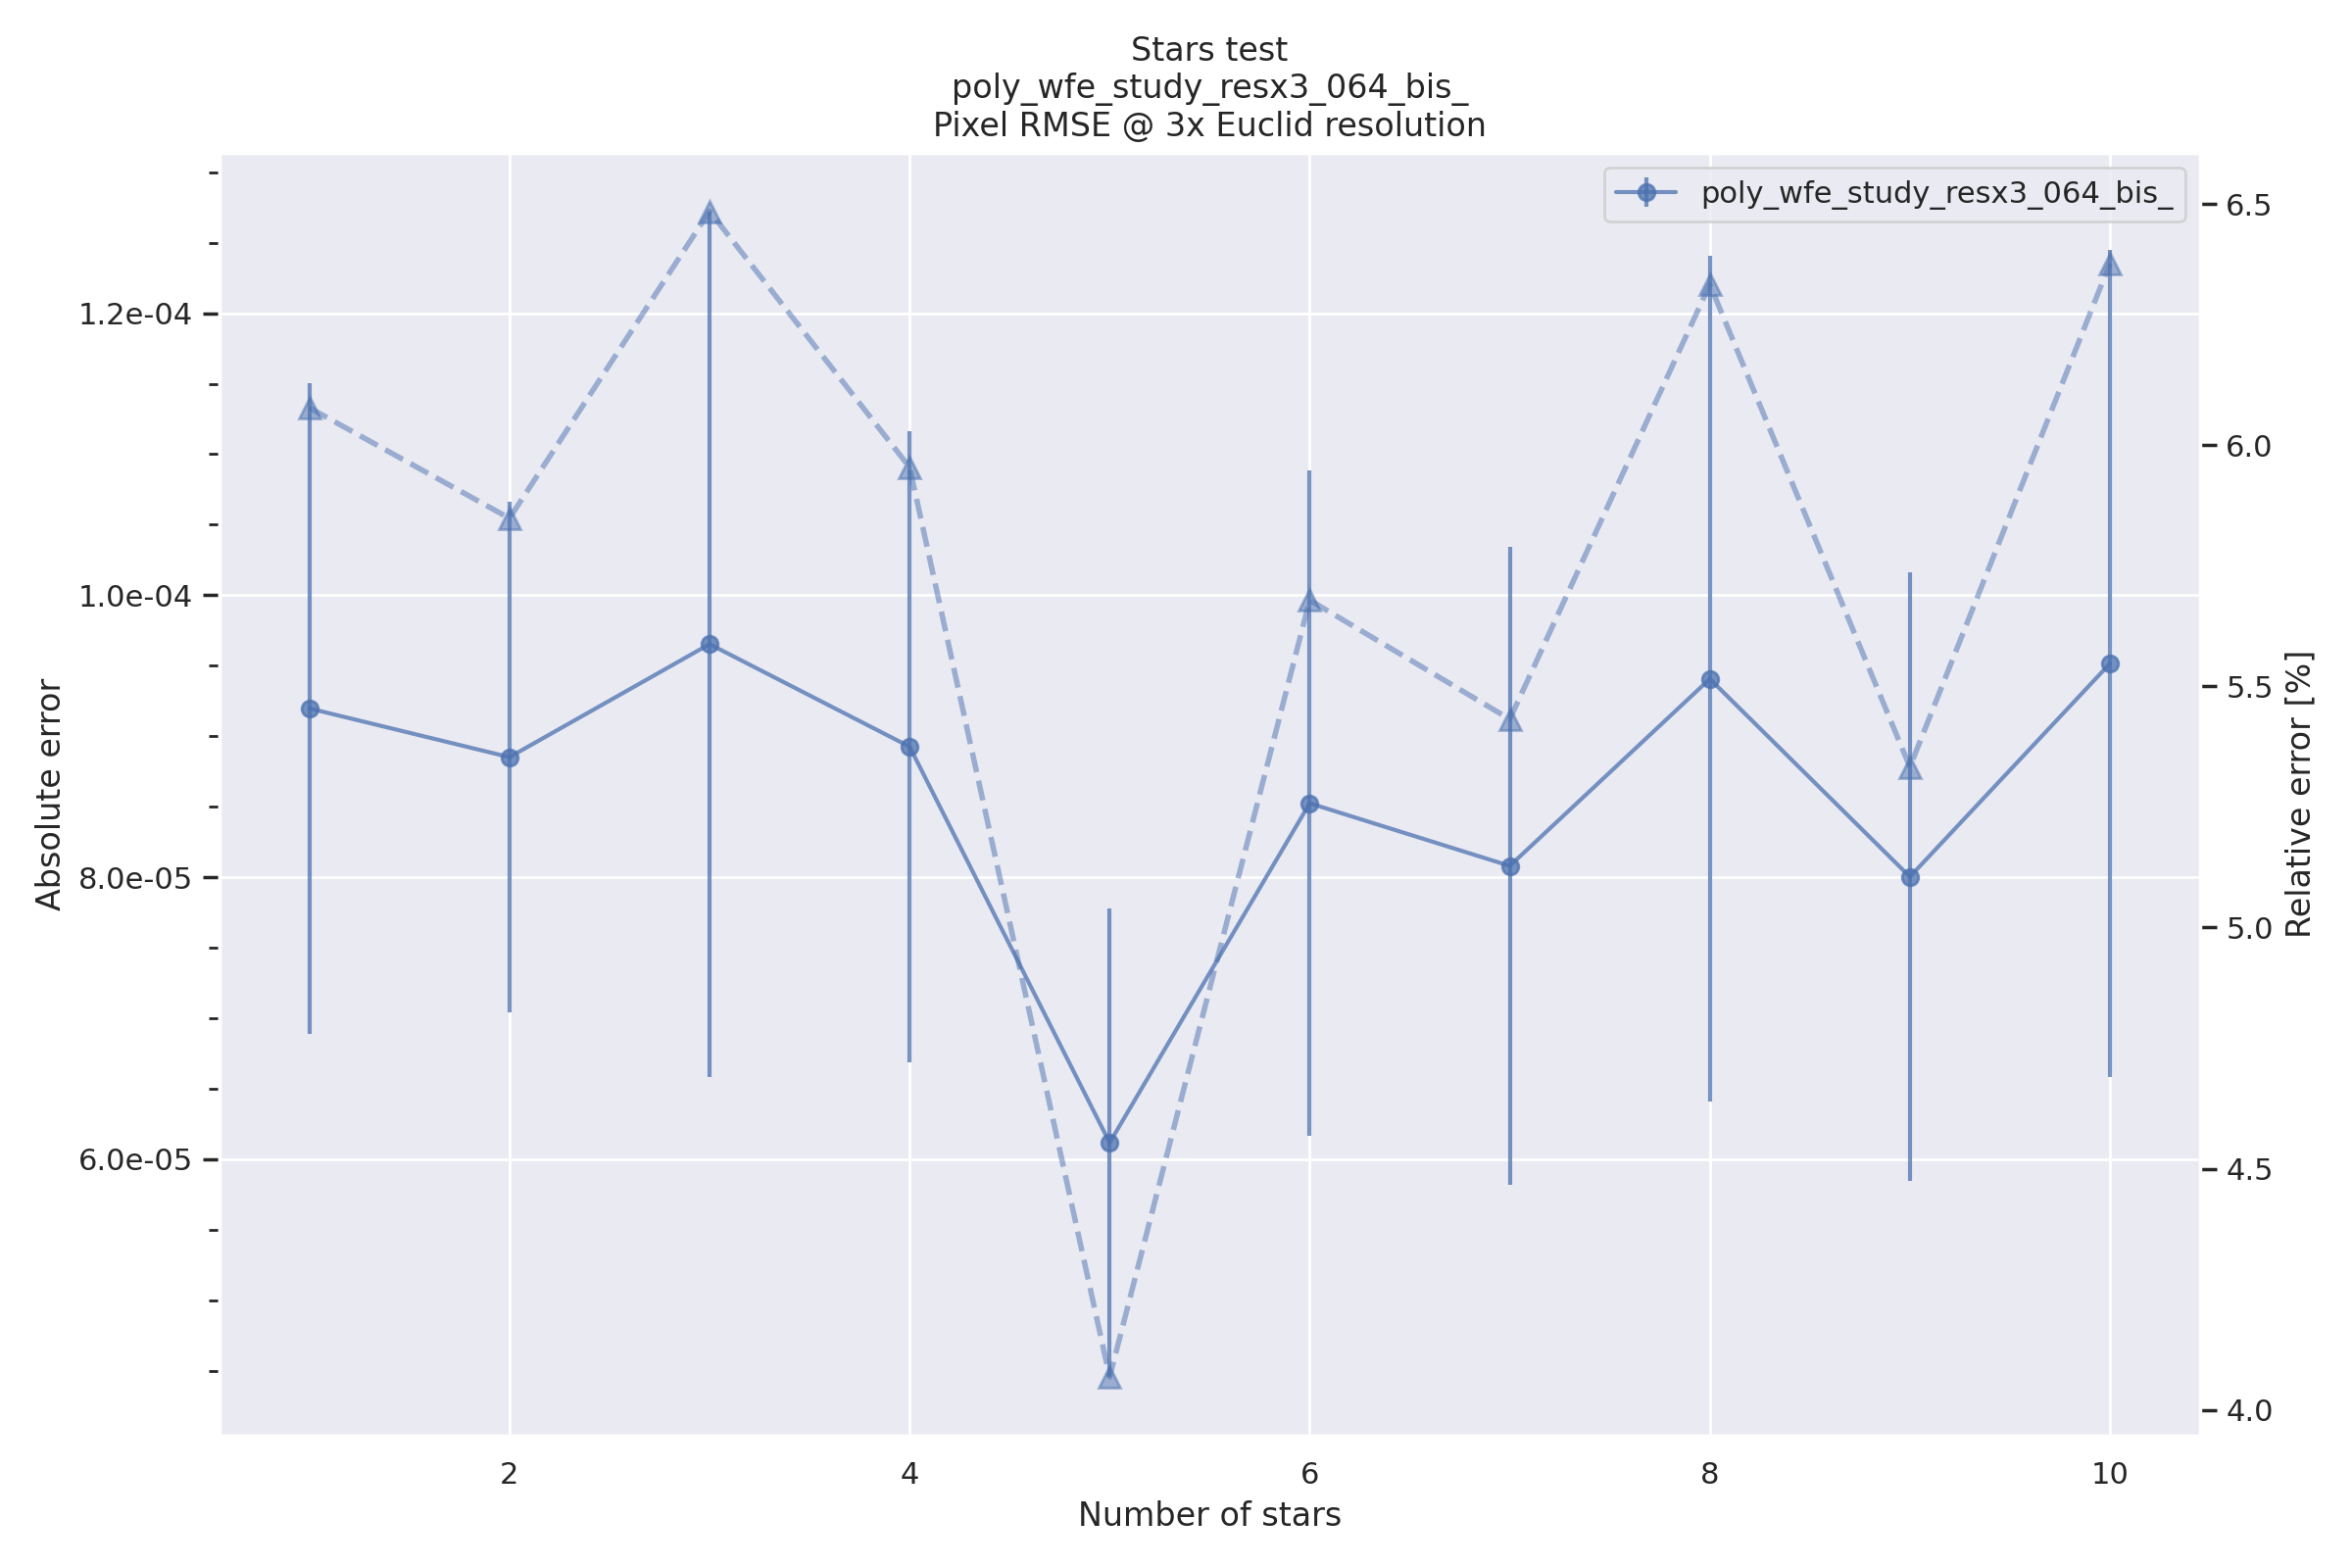 Stars test
poly_wfe_study_resx3_064_bis_
Pixel RMSE @ 3x Euclid resolution
poly_wfe_study_resx3_064_bis_
Absolute error
1.2e-04
1.0e-04
8.0e-05
6.0e-05
6.5
6.0
5.5
5.0
4.5
4.0
Relative error [%]
2 4 6 8 10
Number of stars